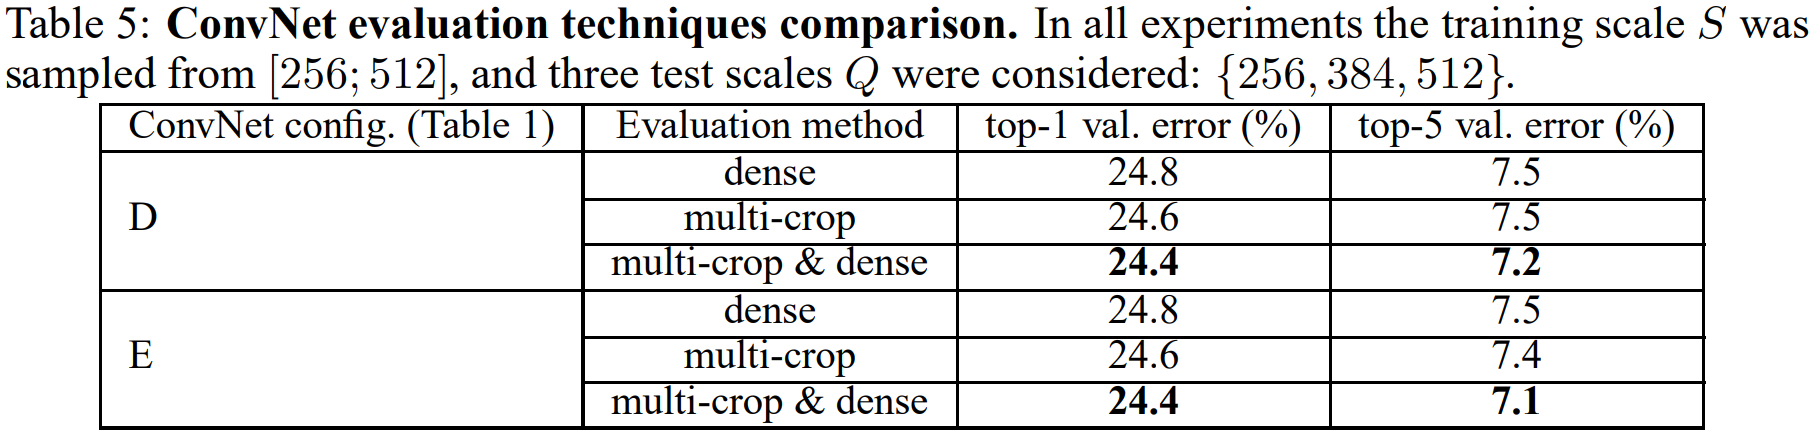 Table 5: ConvNet evaluation techniques comparison. In all experiments the training scale S was
sampled from [256; 512], and three test scales Q were considered: {256, 384, 512}.
ConvNet config. (Table 1) Evaluation method top-1 val. error (%) top-5 val. error (%)
D
dense 24.8 7.5
multi-crop 24.6 7.5
multi-crop & dense 24.4 7.2
E
dense 24.8 7.5
multi-crop 24.6 7.4
multi-crop & dense 24.4 7.1